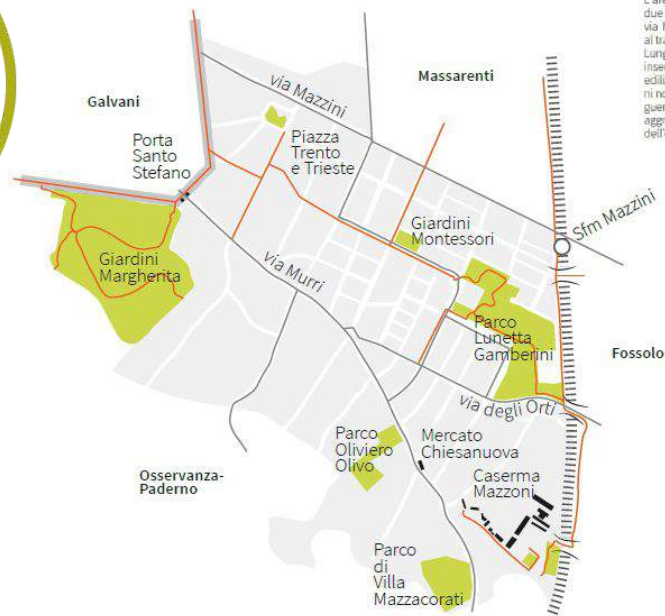 Massarenti
Galvani
via Mazzini
Porta
Santo
Stefano
Piazza
Trento
e Trieste
Giardini
Montessori
Sfm Mazzini
Giardini
Margherita
via Murri
Parco
Lunetta
Gamberini
Fossolo
via degli Orti
Parco
Oliviero
Olivo
Mercato
Chiesanuova
Osservanza-
Paderno
Caserma
Mazzoni
Parco
di
Villa
Mazzacorati
due